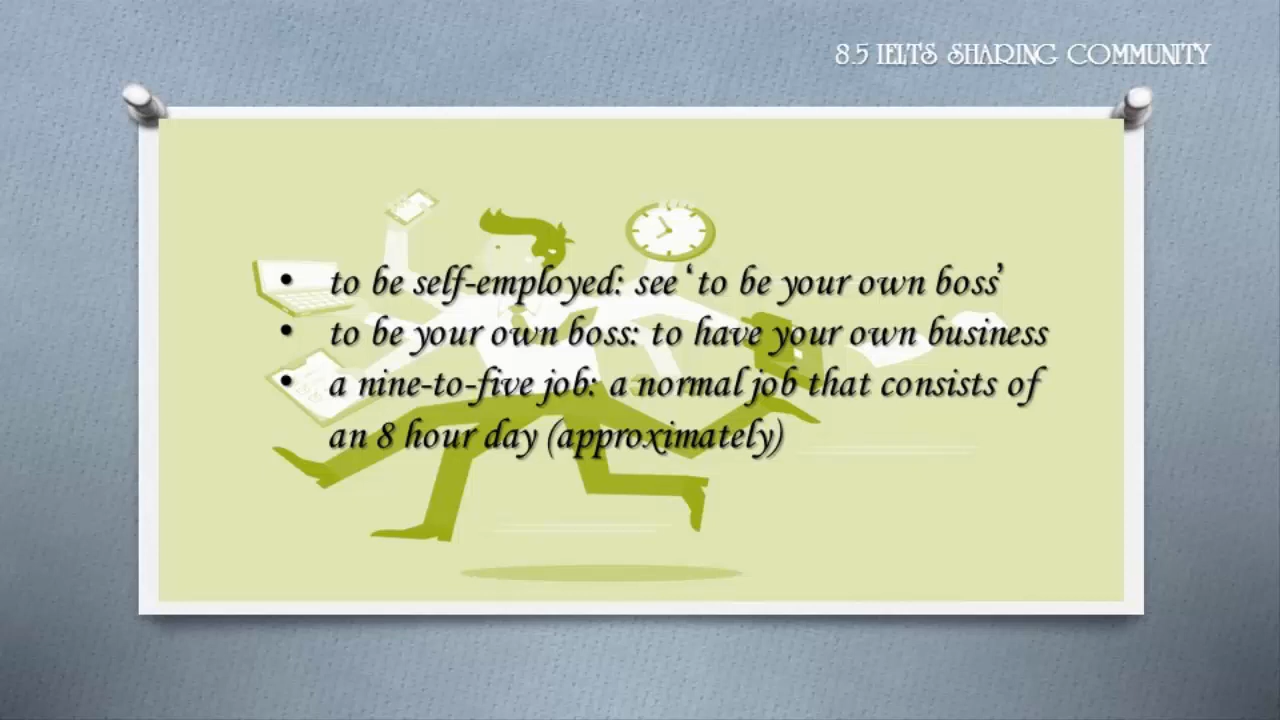 8.5 IELTS SHARING COMMUNITY
• to be self-employed: see ‘to be your own boss’
• to be your own boss: to have your own business
• a nine-to-five job: a normal job that consists of
an 8 hour day (approximately)